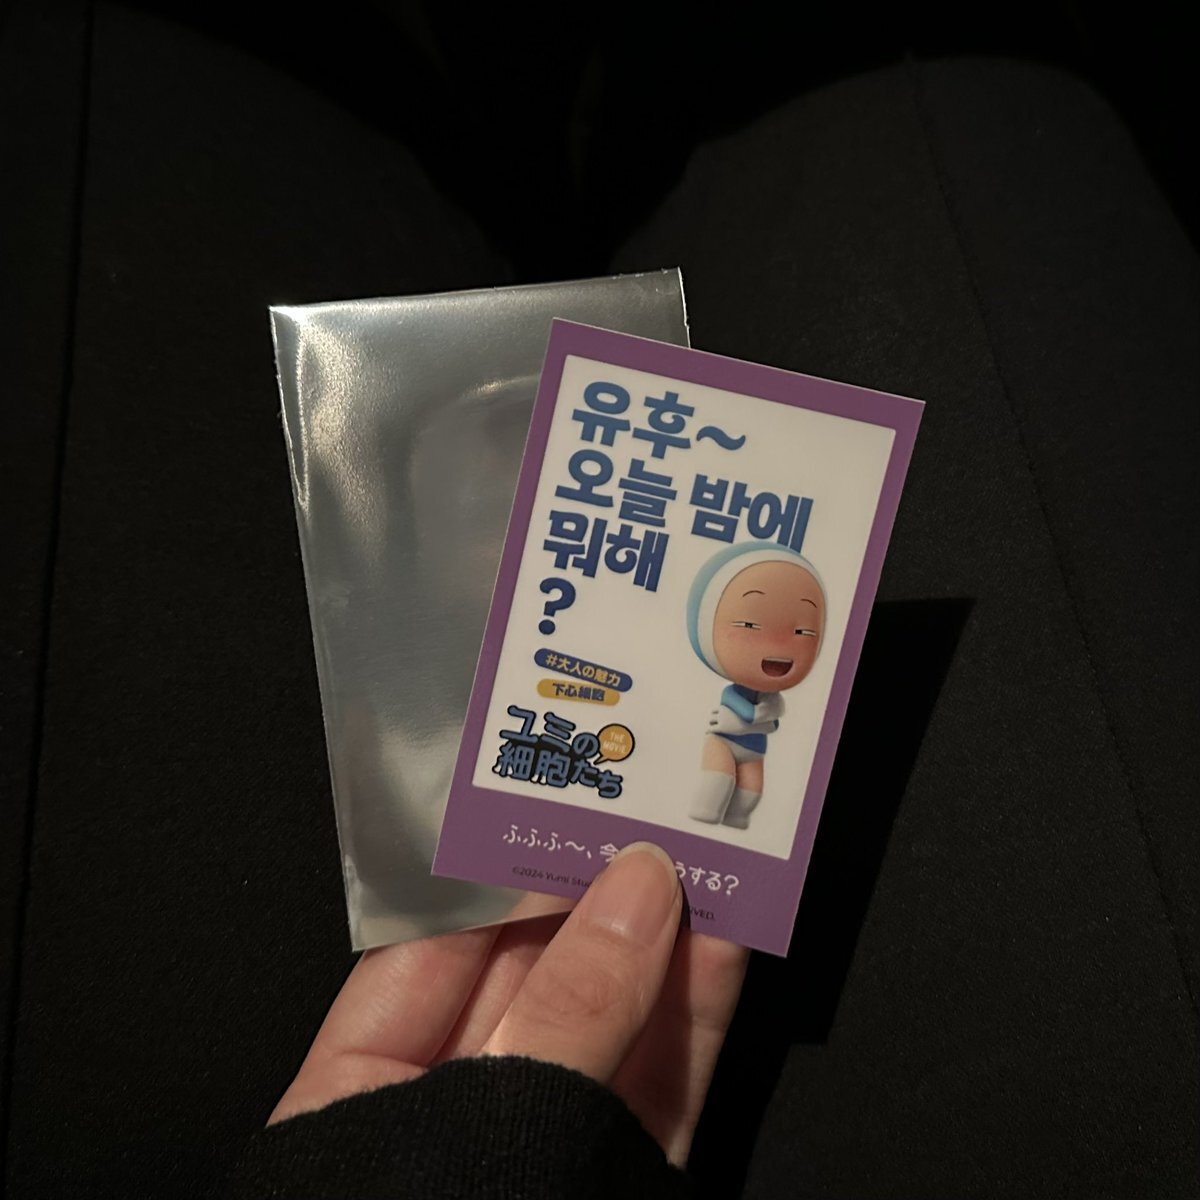 유후~
오늘 밤에
뭐해
?
#大人の魅力
下心細胞
ユミの
細胞たち
THE
MOVIE
ふふふ〜、今 うする?
©2024 Yumi Stu VED.